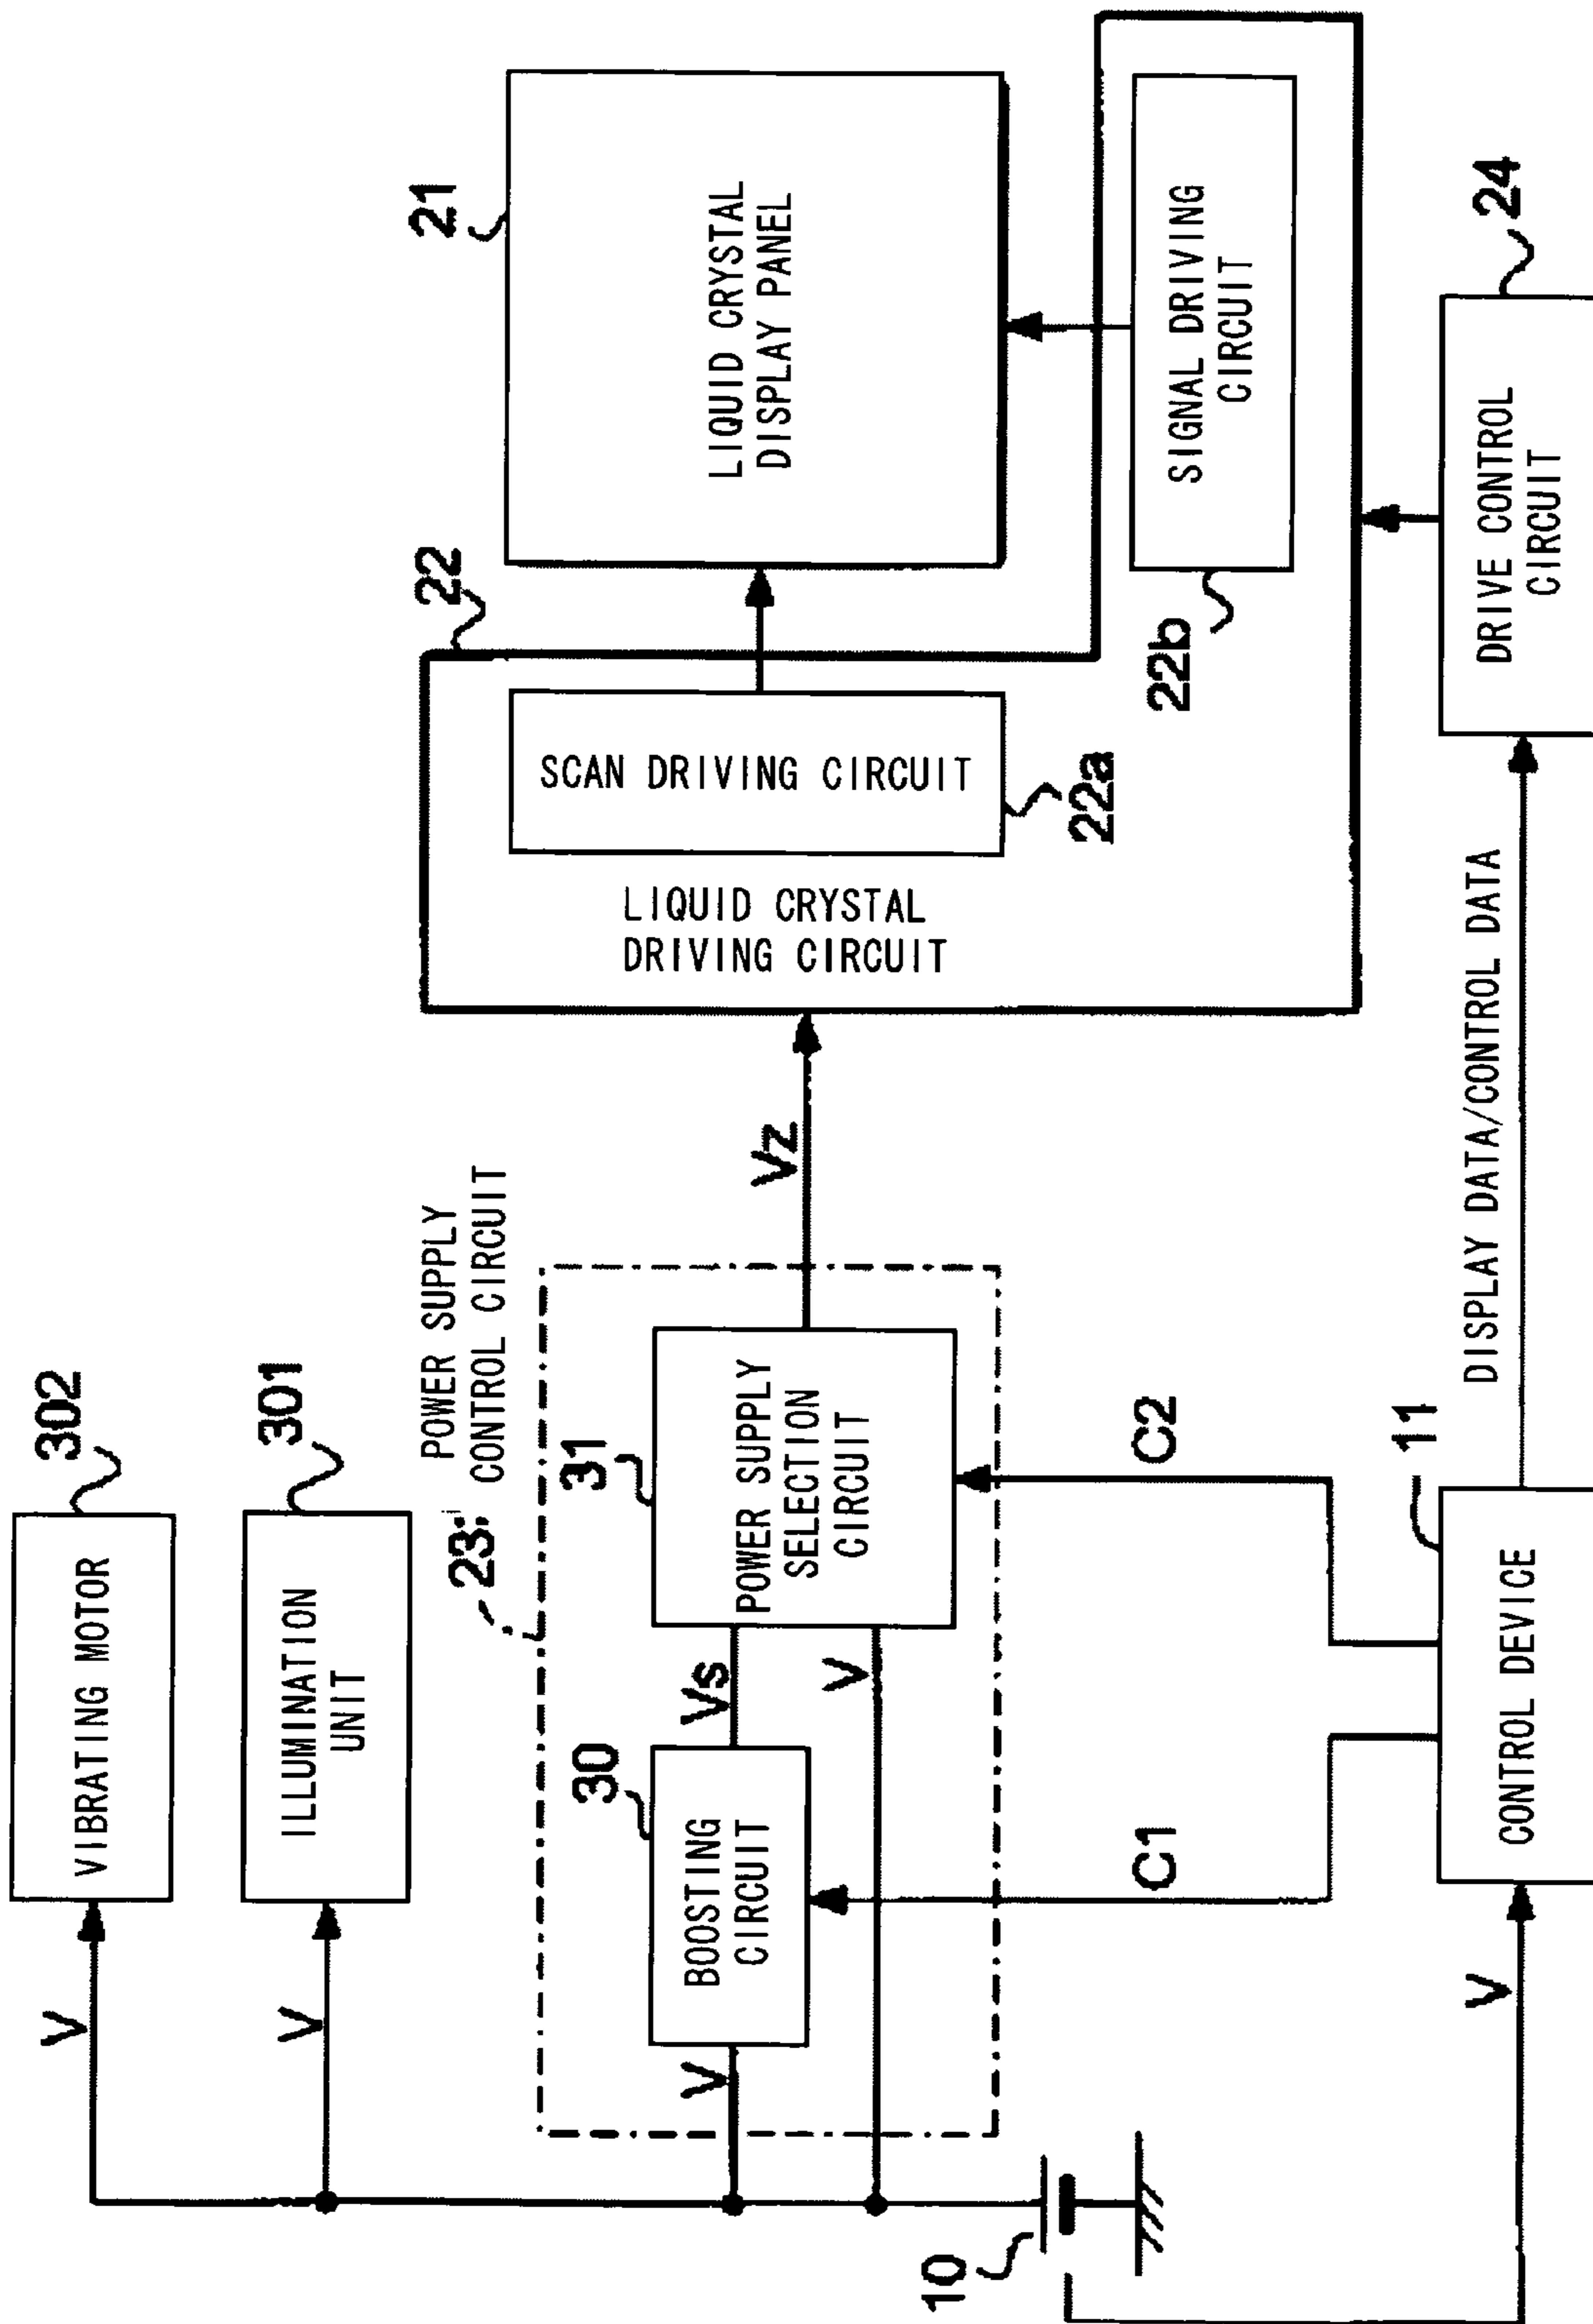 VIBRATING MOTOR
302
V
ILLUMINATION
UNIT
301
V
POWER SUPPLY
CONTROL CIRCUIT
23
BOOSTING
CIRCUIT
30
V
Vs
V
POWER SUPPLY
SELECTION
CIRCUIT
31
Vz
22
SCAN DRIVING CIRCUIT
22a
LIQUID CRYSTAL
DRIVING CIRCUIT
21
LIQUID CRYSTAL
DISPLAY PANEL
SIGNAL DRIVING
CIRCUIT
22b
10
C1
C2
V
CONTROL DEVICE
11
DISPLAY DATA/CONTROL DATA
DRIVE CONTROL
CIRCUIT
24